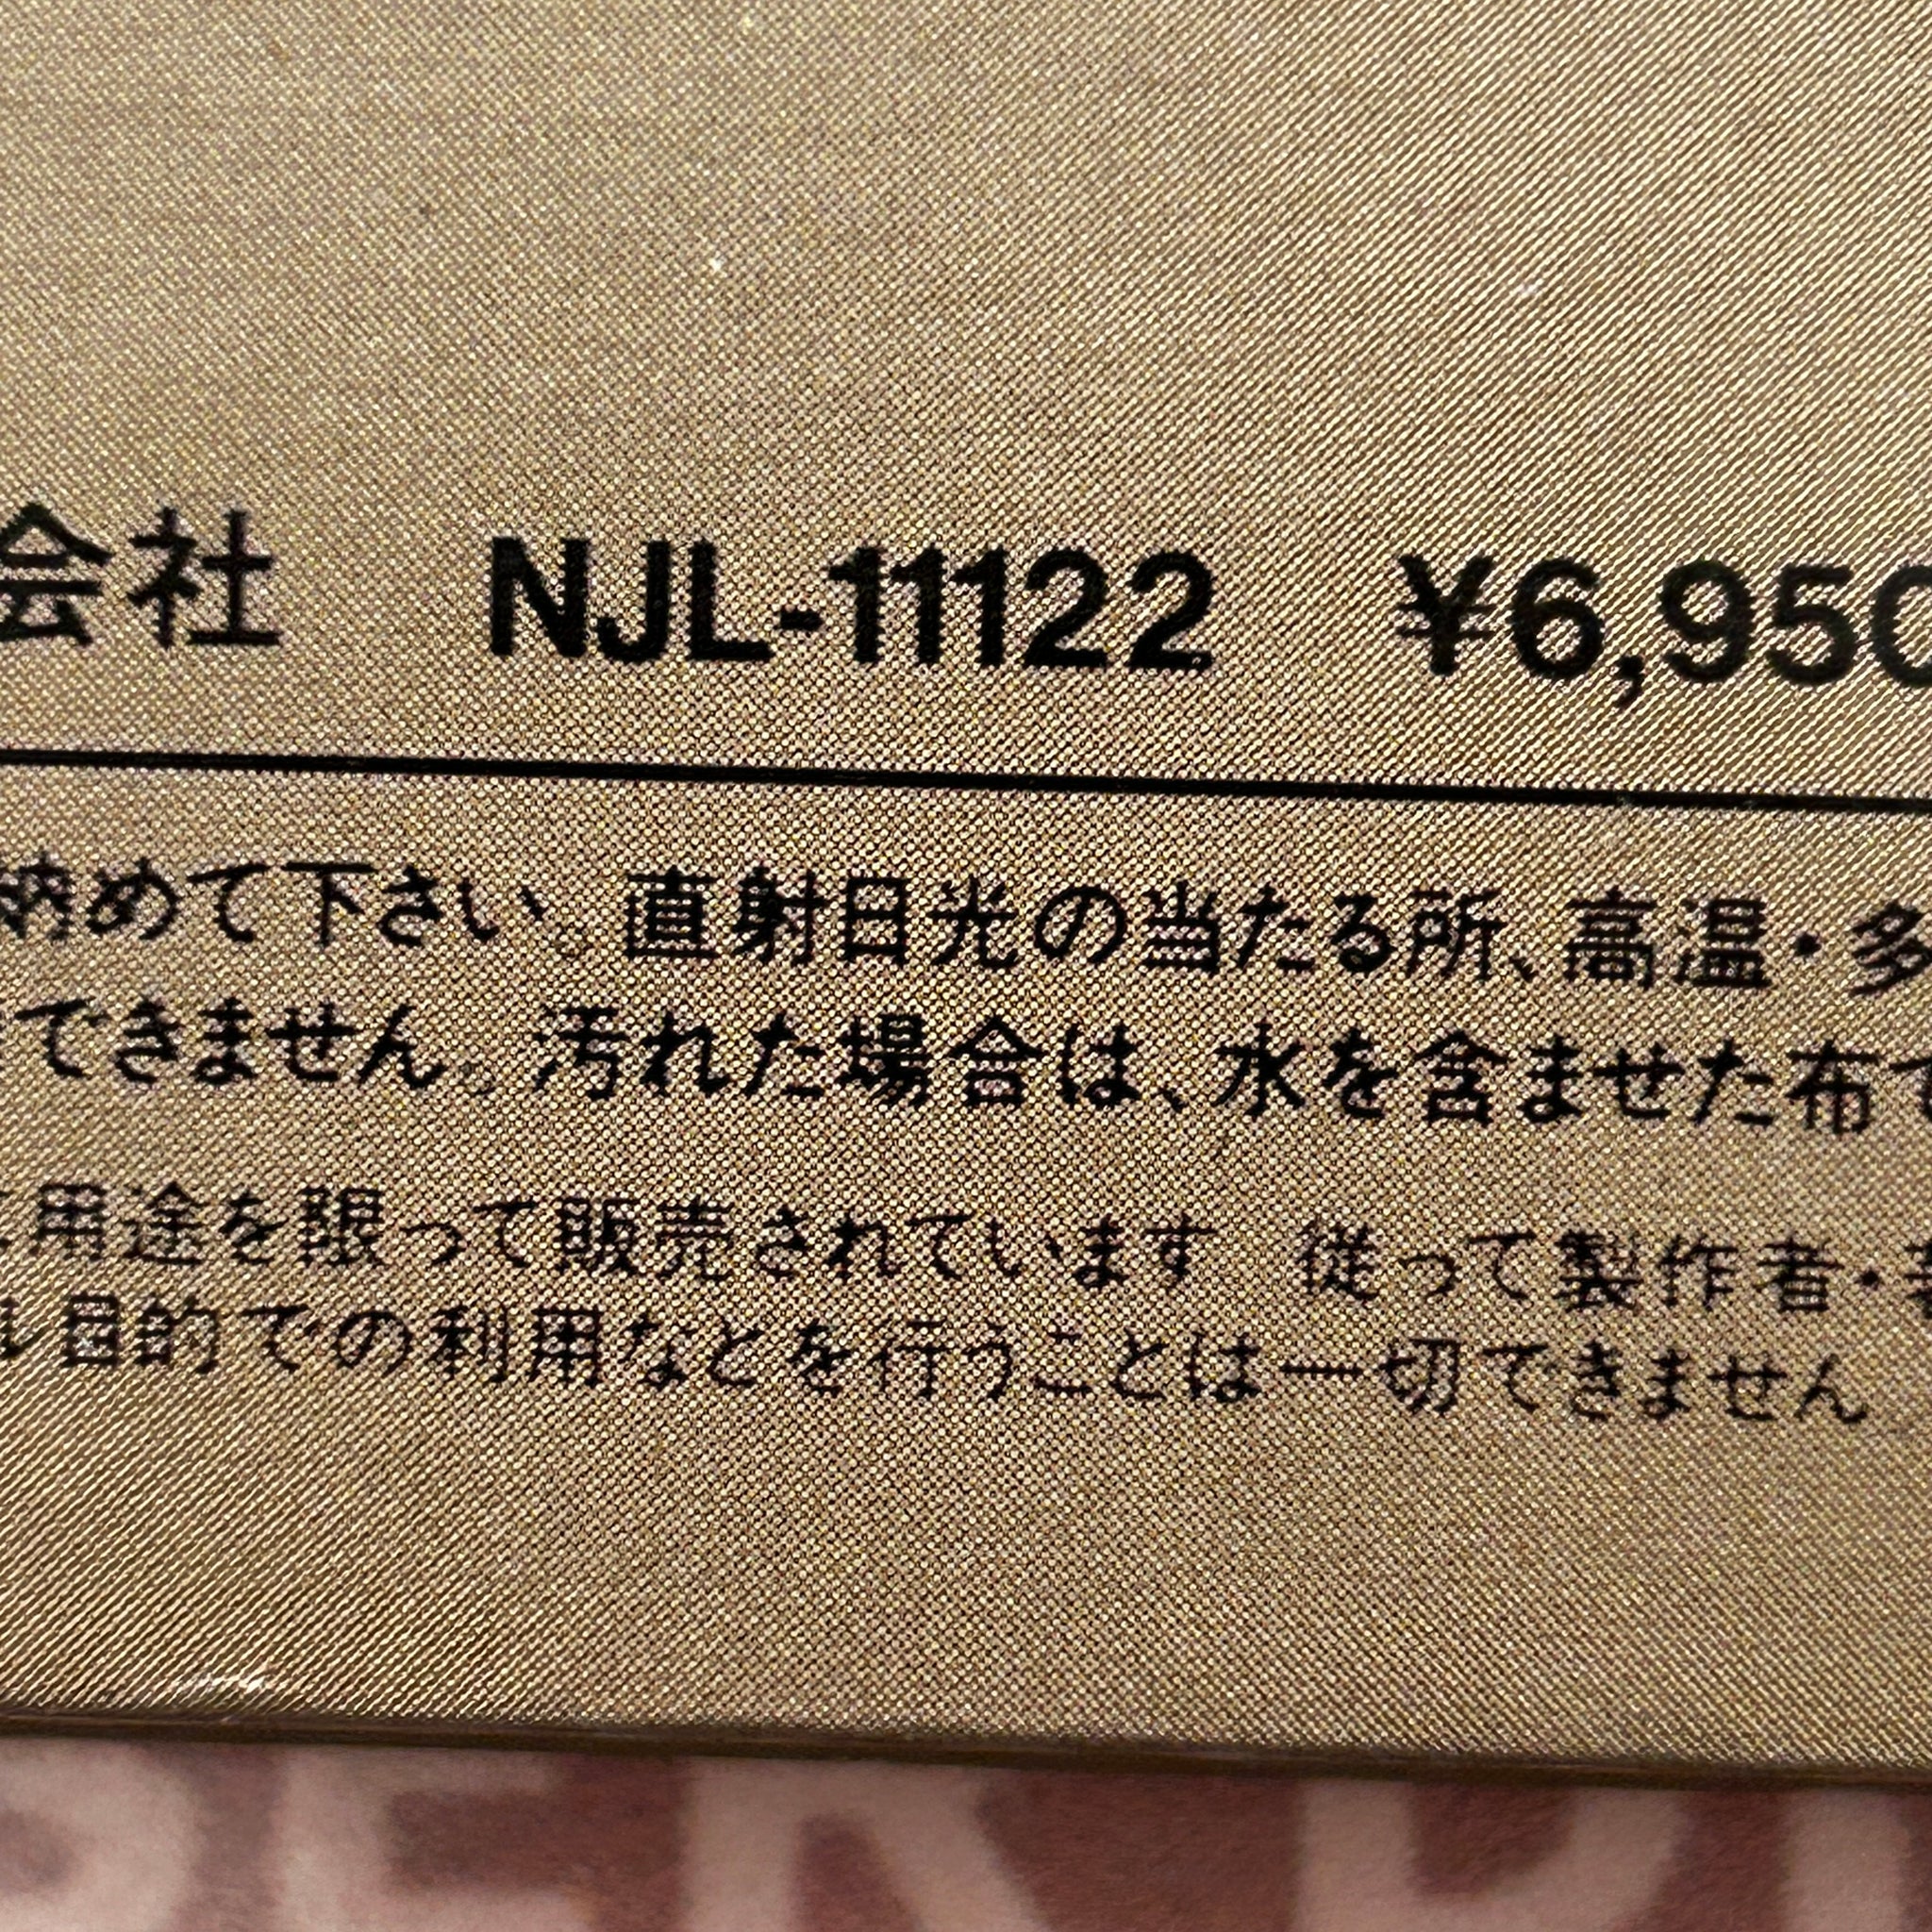 会社 NJL-11122 ¥6,950
納めて下さい。直射日光の当たる所、高温・多
できません。汚れた場合は、水を含ませた布で
用途を限って販売されています 従って製作者・
ル目的での利用などを行うことは一切できません